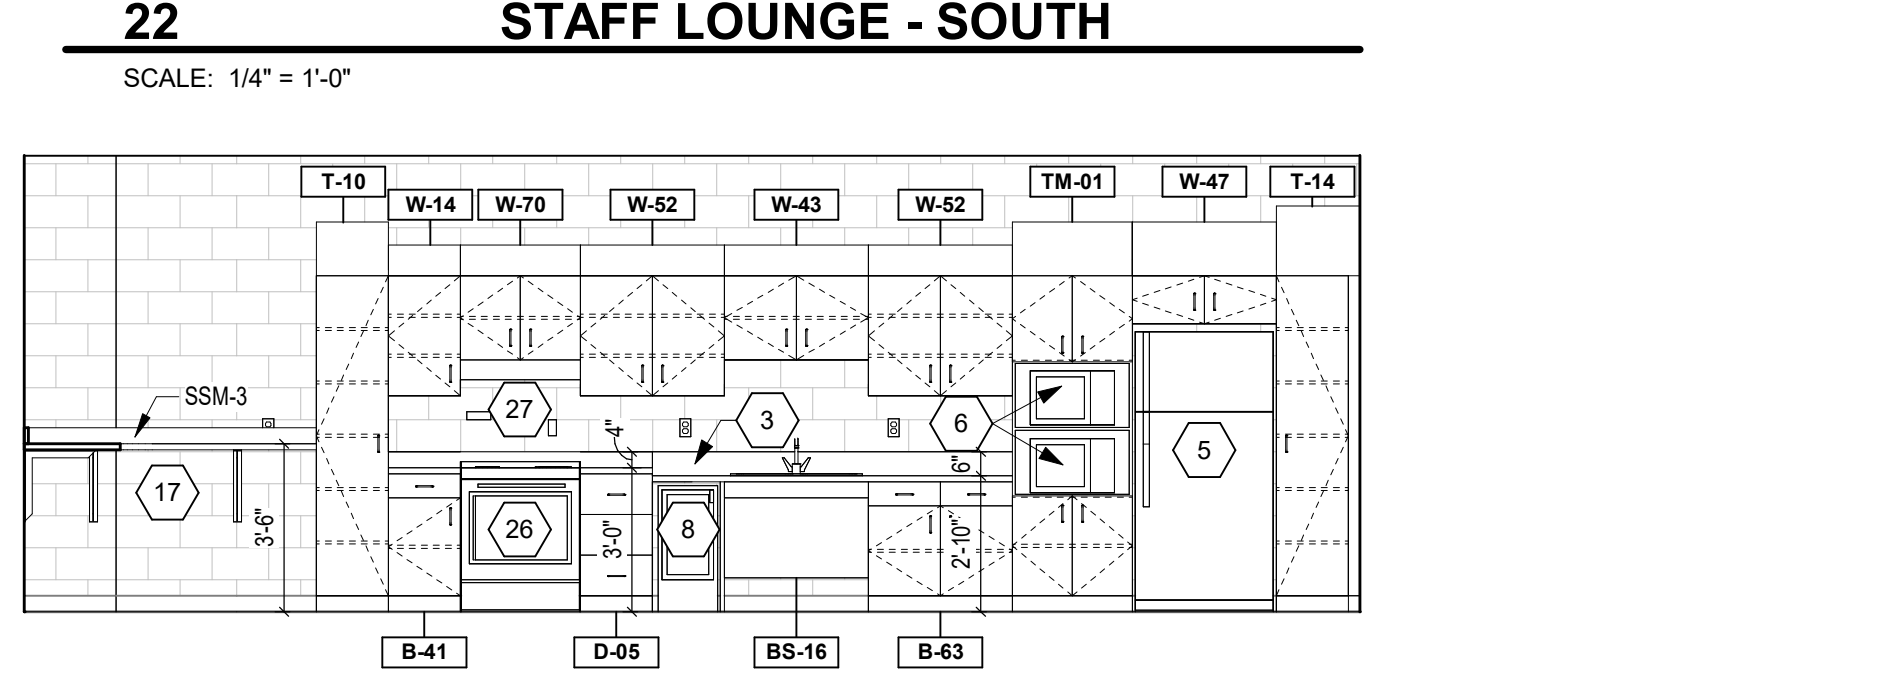 22 STAFF LOUNGE - SOUTH
SCALE: 1/4" = 1'-0"
T-10 TM-01 W-47 T-14
W-14 W-70 W-52 W-43 W-52
SSM-3
27 3 6
4"
5
6"
17
3'-6"
26 3'-0" 8 2'-10"
B-41 D-05 BS-16 B-63